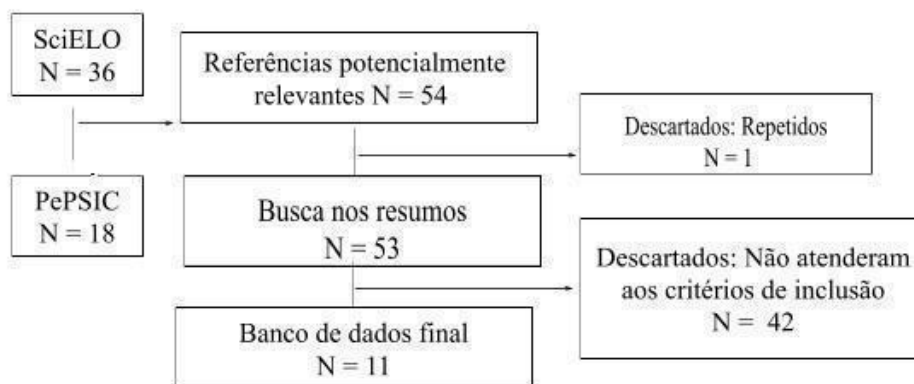 SciELO
N = 36
Referências potencialmente
relevantes N = 54
Descartados: Repetidos
N = 1
PePSIC
N = 18
Busca nos resumos
N = 53
Descartados: Não atenderam
aos critérios de inclusão
N = 42
Banco de dados final
N = 11